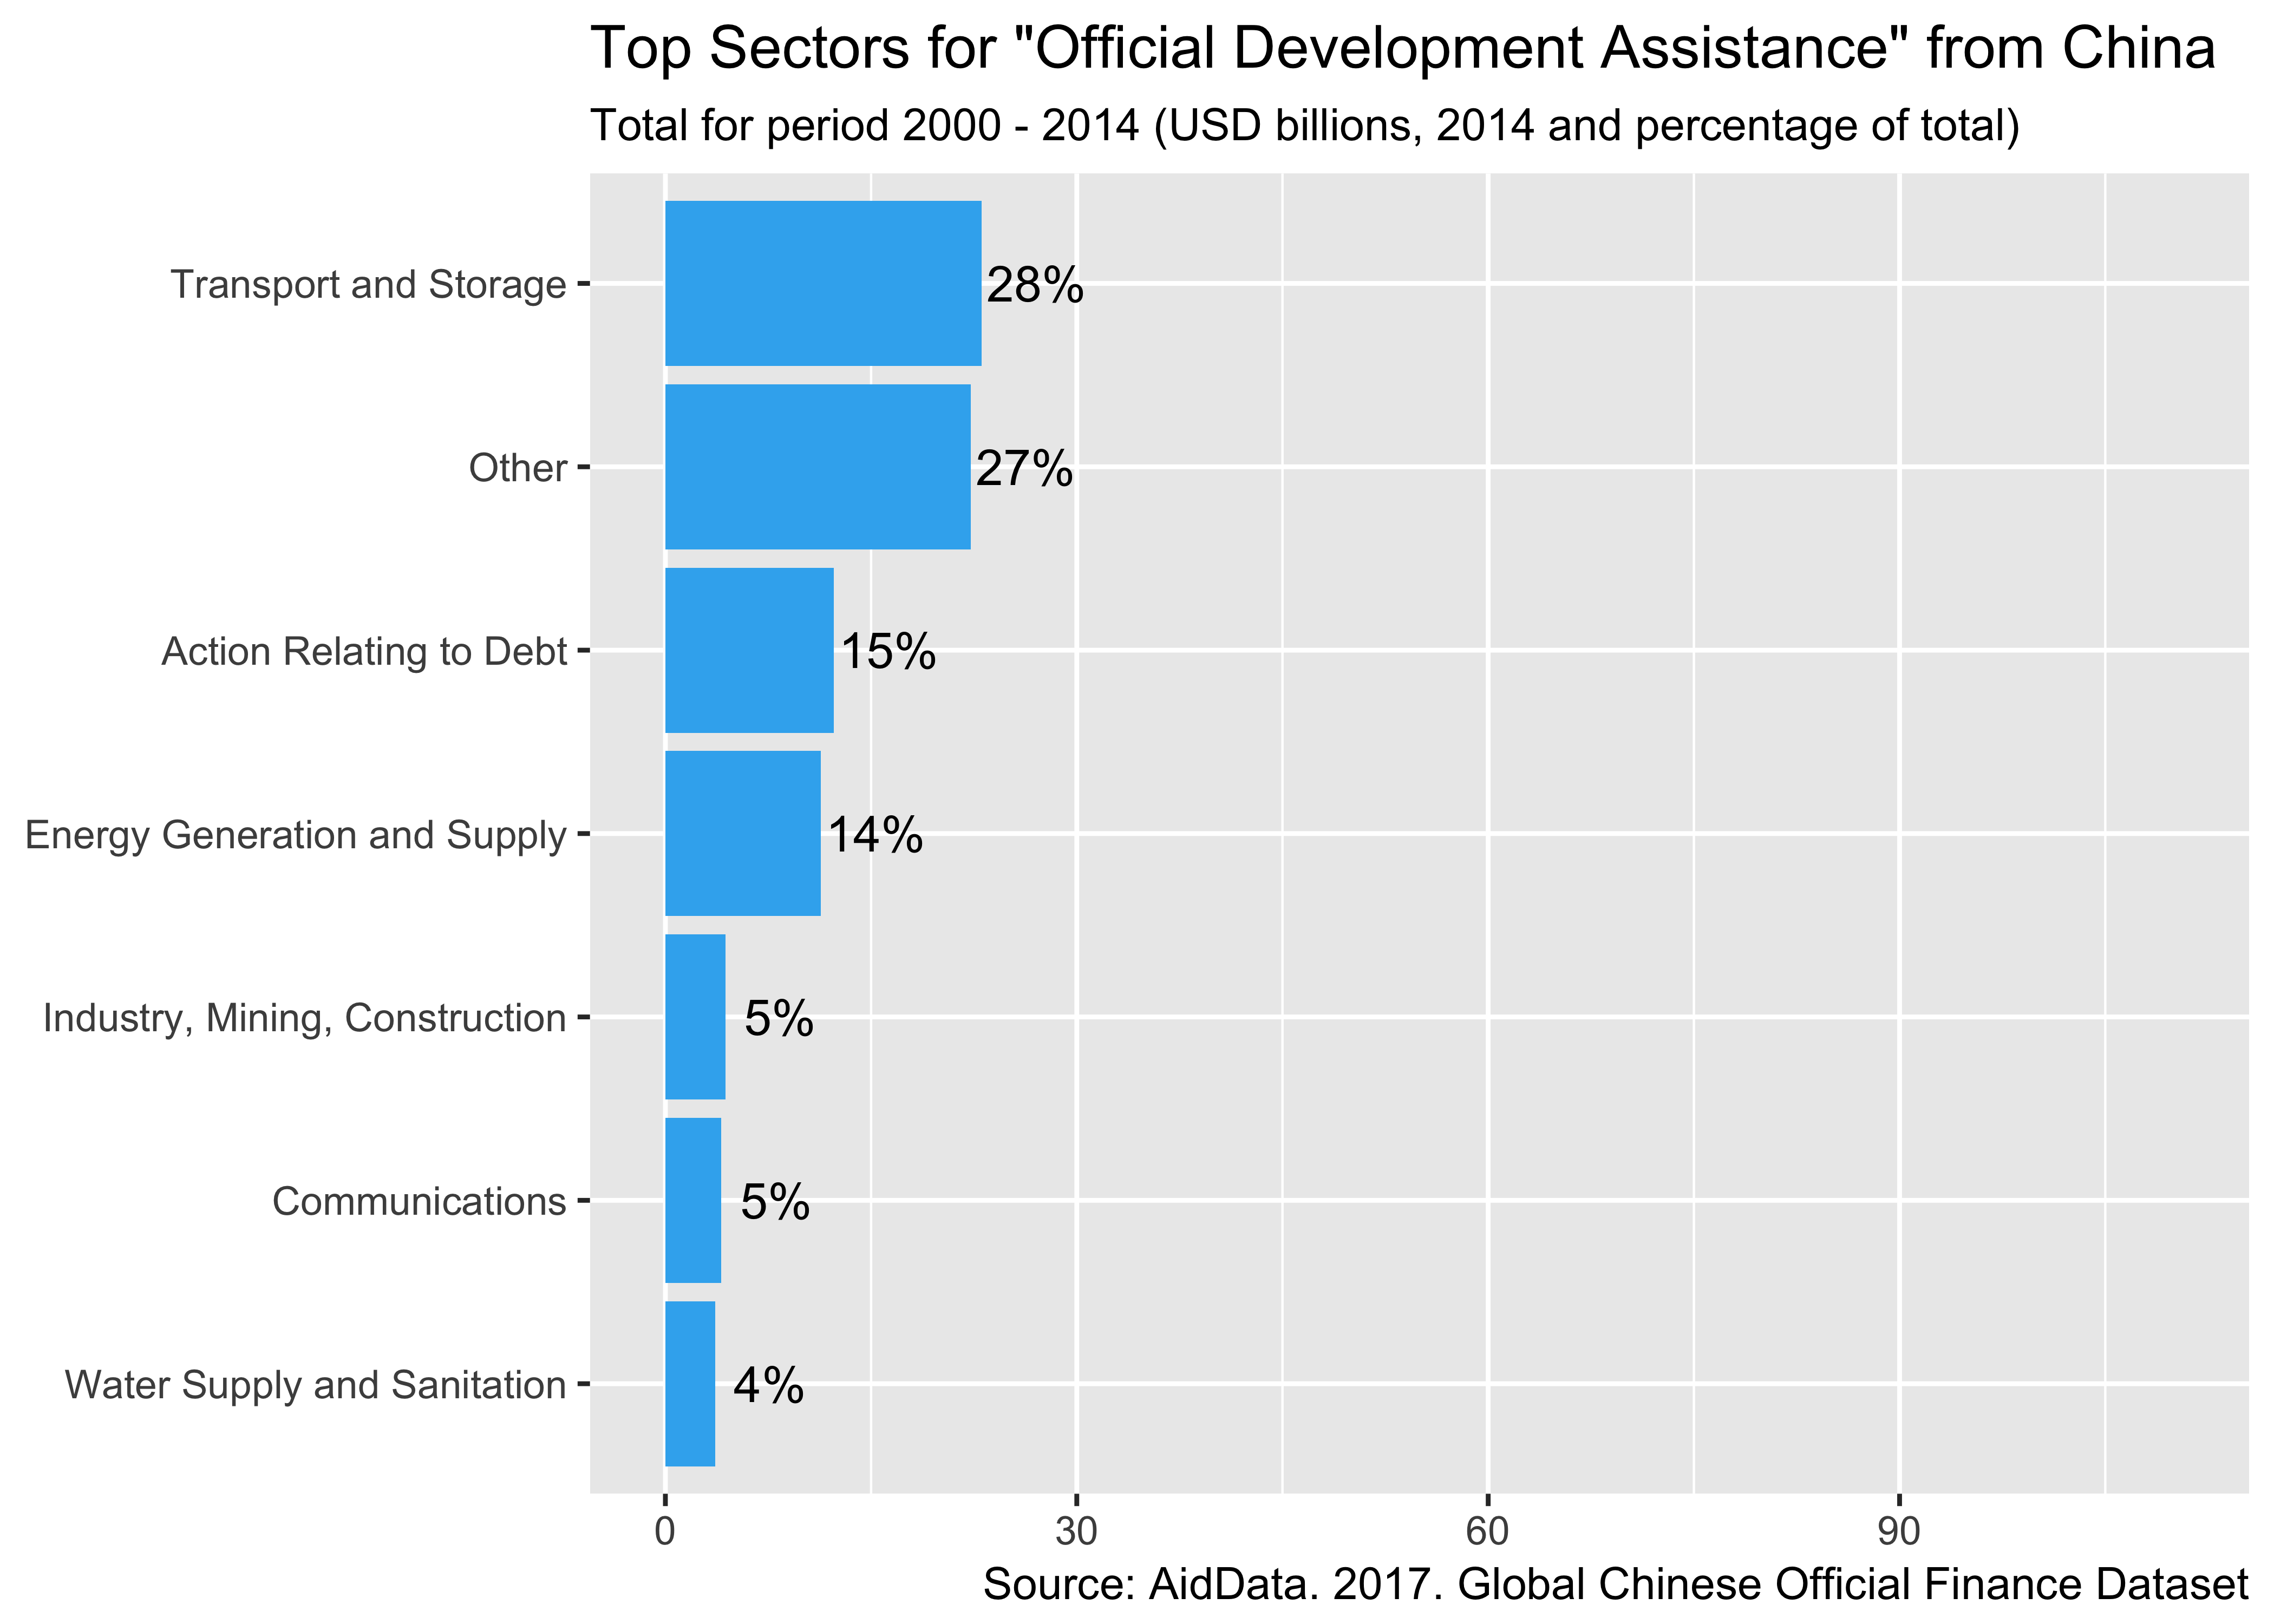 Top Sectors for "Official Development Assistance" from China
Total for period 2000 - 2014 (USD billions, 2014 and percentage of total)
Transport and Storage
28%
Other
27%
Action Relating to Debt
15%
Energy Generation and Supply
14%
Industry, Mining, Construction
5%
Communications
5%
Water Supply and Sanitation
4%
0 30 60 90
Source: AidData. 2017. Global Chinese Official Finance Dataset